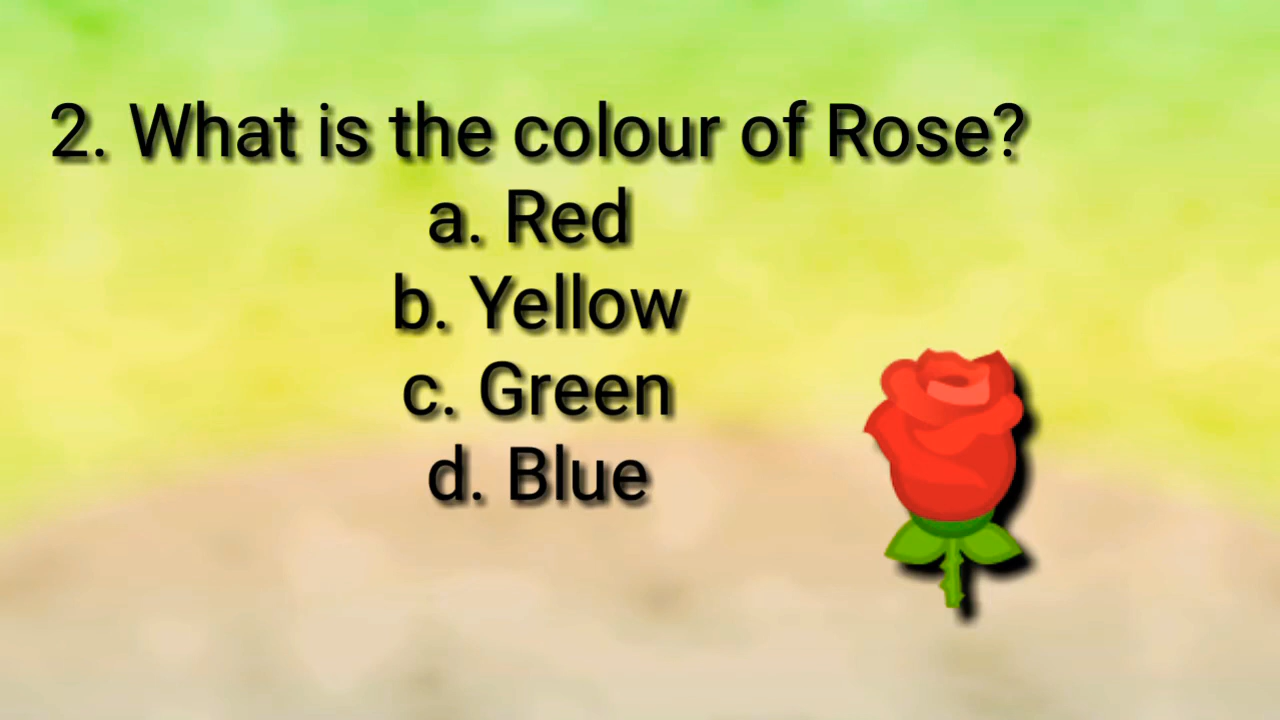 2. What is the colour of Rose?
a. Red
b. Yellow
c. Green
d. Blue